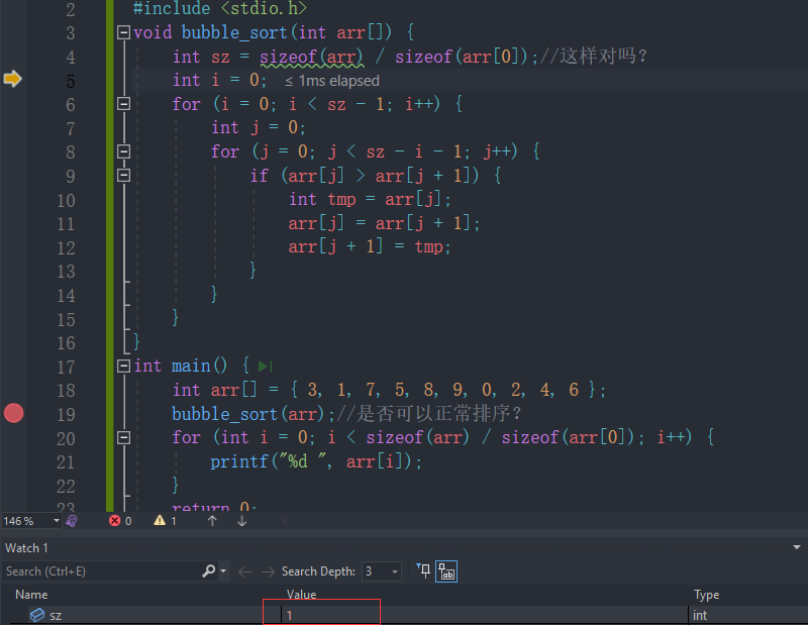 2 #include <stdio.h>
3 void bubble_sort(int arr[]) {
4 int sz = sizeof(arr) / sizeof(arr[0]);//这样对吗？
5 int i = 0; ≤ 1ms elapsed
6 for (i = 0; i < sz - 1; i++) {
7 int j = 0;
8 for (j = 0; j < sz - i - 1; j++) {
9 if (arr[j] > arr[j + 1]) {
10 int tmp = arr[j];
11 arr[j] = arr[j + 1];
12 arr[j + 1] = tmp;
13 }
14 }
15 }
16 }
17 int main() {
18 int arr[] = { 3, 1, 7, 5, 8, 9, 0, 2, 4, 6 };
19 bubble_sort(arr);//是否可以正常排序？
20 for (int i = 0; i < sizeof(arr) / sizeof(arr[0]); i++) {
21 printf("%d ", arr[i]);
22 }
23 return 0;
146 % 0 1 ↑ ↓
Watch 1
Search (Ctrl+E) ← → Search Depth: 3
Name Value Type
sz 1 int